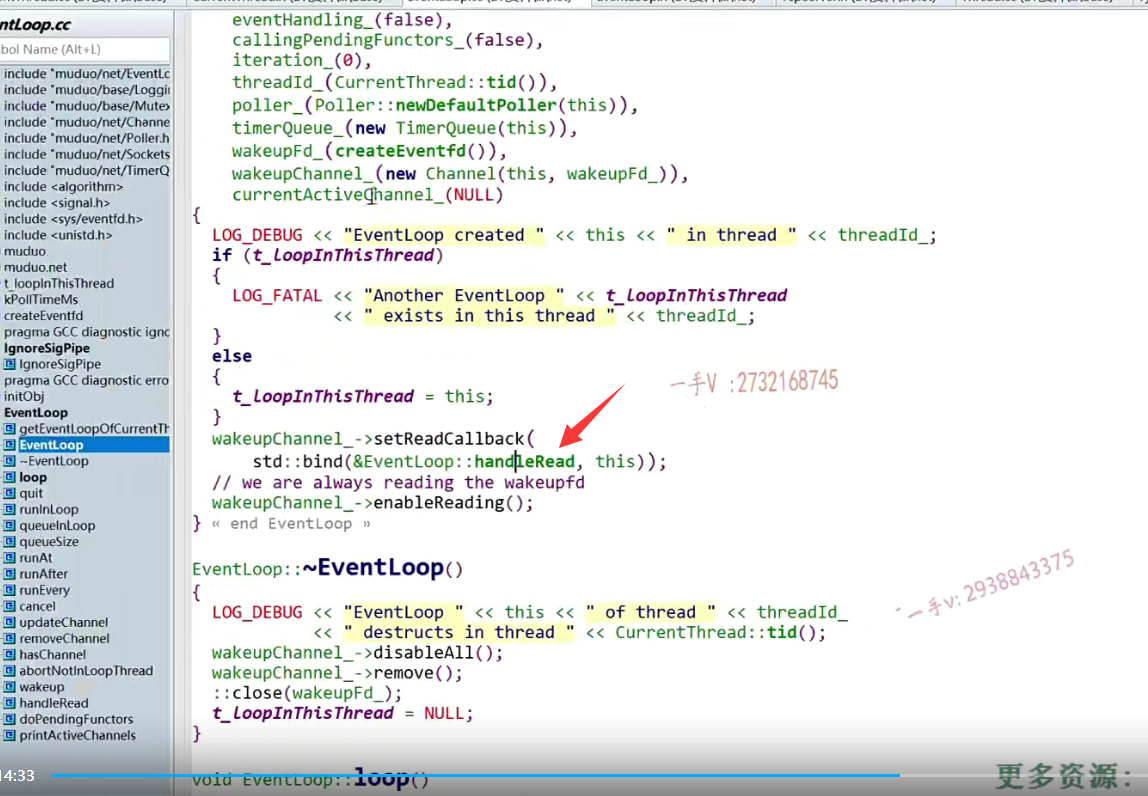 ntLoop.cc
bol Name (Alt+L)
include "muduo/net/EventLc
include "muduo/base/Loggi
include "muduo/base/Mutex
include "muduo/net/Channe
include "muduo/net/Poller.h
include "muduo/net/Sockets
include "muduo/net/TimerQ
include <algorithm>
include <signal.h>
include <sys/eventfd.h>
include <unistd.h>
muduo
muduo.net
t_loopInThisThread
kPollTimeMs
createEventfd
pragma GCC diagnostic ignc
IgnoreSigPipe
IgnoreSigPipe
pragma GCC diagnostic erro
initObj
EventLoop
getEventLoopOfCurrentTh
EventLoop
~EventLoop
loop
quit
runInLoop
queueInLoop
queueSize
runAt
runAfter
runEvery
cancel
updateChannel
removeChannel
hasChannel
abortNotInLoopThread
wakeup
handleRead
doPendingFunctors
printActiveChannels
eventHandling_(false),
callingPendingFunctors_(false),
iteration_(0),
threadId_(CurrentThread::tid()),
poller_(Poller::newDefaultPoller(this)),
timerQueue_(new TimerQueue(this)),
wakeupFd_(createEventfd()),
wakeupChannel_(new Channel(this, wakeupFd_)),
currentActiveChannel_(NULL)
{
LOG_DEBUG << "EventLoop created " << this << " in thread " << threadId_;
if (t_loopInThisThread)
{
LOG_FATAL << "Another EventLoop " << t_loopInThisThread
<< " exists in this thread " << threadId_;
}
else
{
t_loopInThisThread = this;
}
一手V :2732168745
wakeupChannel_->setReadCallback(
std::bind(&EventLoop::handleRead, this));
// we are always reading the wakeupfd
wakeupChannel_->enableReading();
} « end EventLoop »
EventLoop::~EventLoop()
{
LOG_DEBUG << "EventLoop " << this << " of thread " << threadId_
<< " destructs in thread " << CurrentThread::tid();
wakeupChannel_->disableAll();
wakeupChannel_->remove();
::close(wakeupFd_);
t_loopInThisThread = NULL;
}
一手v: 2938843375
void EventLoop::loop()
14:33
更多资源: